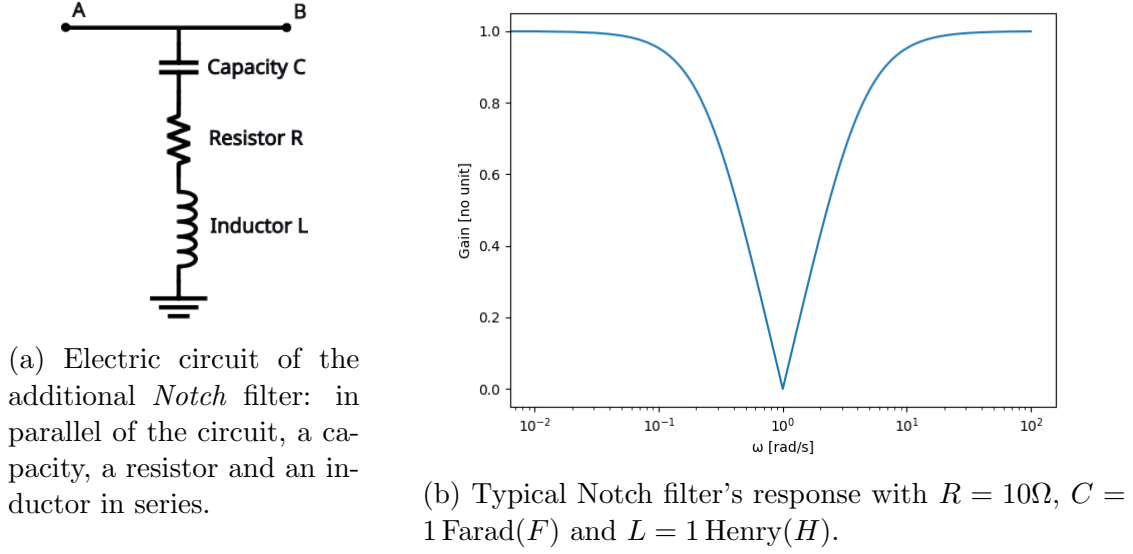 A
B
Capacity C
Resistor R
Inductor L
(a) Electric circuit of the
additional Notch filter: in
parallel of the circuit, a ca-
pacity, a resistor and an in-
ductor in series.
Gain [no unit]
1.0
0.8
0.6
0.4
0.2
0.0
10⁻²
10⁻¹
10⁰
10¹
10²
ω [rad/s]
(b) Typical Notch filter's response with R = 10Ω, C =
1 Farad(F) and L = 1 Henry(H).